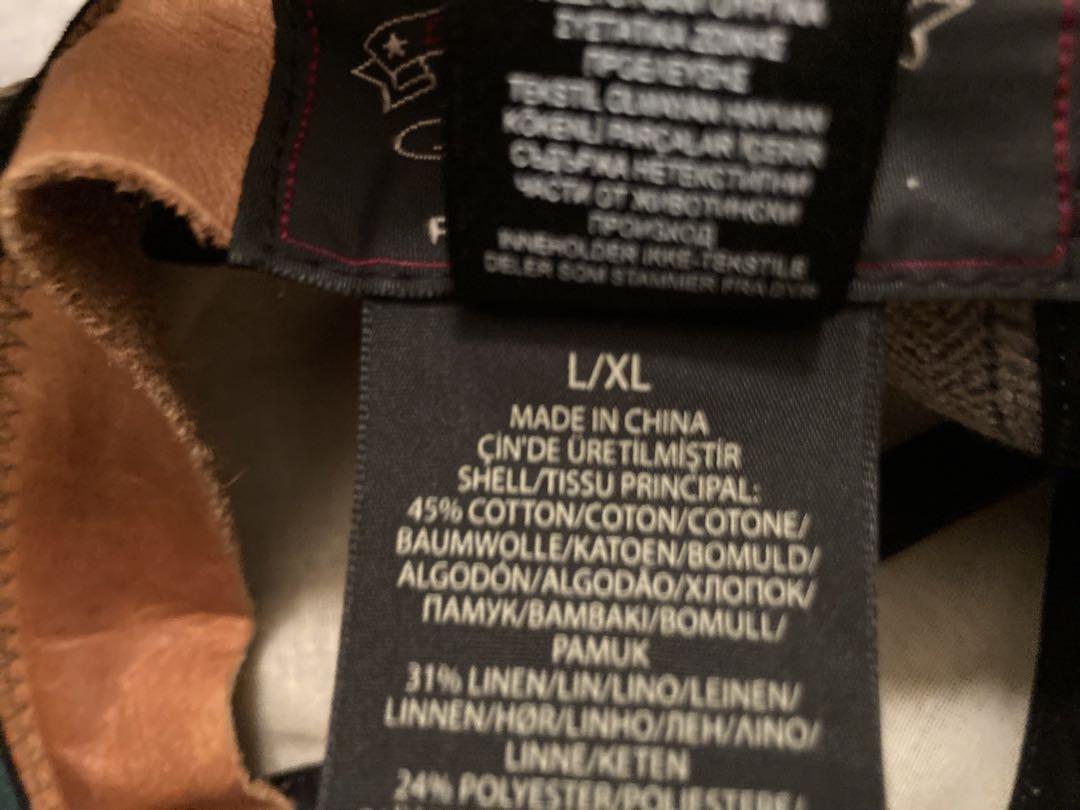 ΣΥΣΤΑΤΙΚΑ ΖΩΙΚΗΣ
ΠΡΟΕΛΕΥΣΗΣ
TEKSTİL OLMAYAN HAYVAN
KÖKENLİ PARÇALAR İÇERİR
СЪДЪРЖА НЕТЕКСТИЛНИ
ЧАСТИ ОТ ЖИВОТИНСКИ
ПРОИЗХОД
INNEHOLDER IKKE-TEKSTILE
DELER SOM STAMMER FRA DYR
L/XL
MADE IN CHINA
ÇİN'DE ÜRETİLMİŞTİR
SHELL/TISSU PRINCIPAL:
45% COTTON/COTON/COTONE/
BAUMWOLLE/KATOEN/BOMULD/
ALGODÓN/ALGODÃO/ХЛОПОК/
ПАМУК/BAMBAKI/BOMULL/
PAMUK
31% LINEN/LIN/LINO/LEINEN/
LINNEN/HØR/LINHO/ЛЕН/ΛΙΝΟ/
LINNE/KETEN
24% POLYESTER/POLIESTERE/